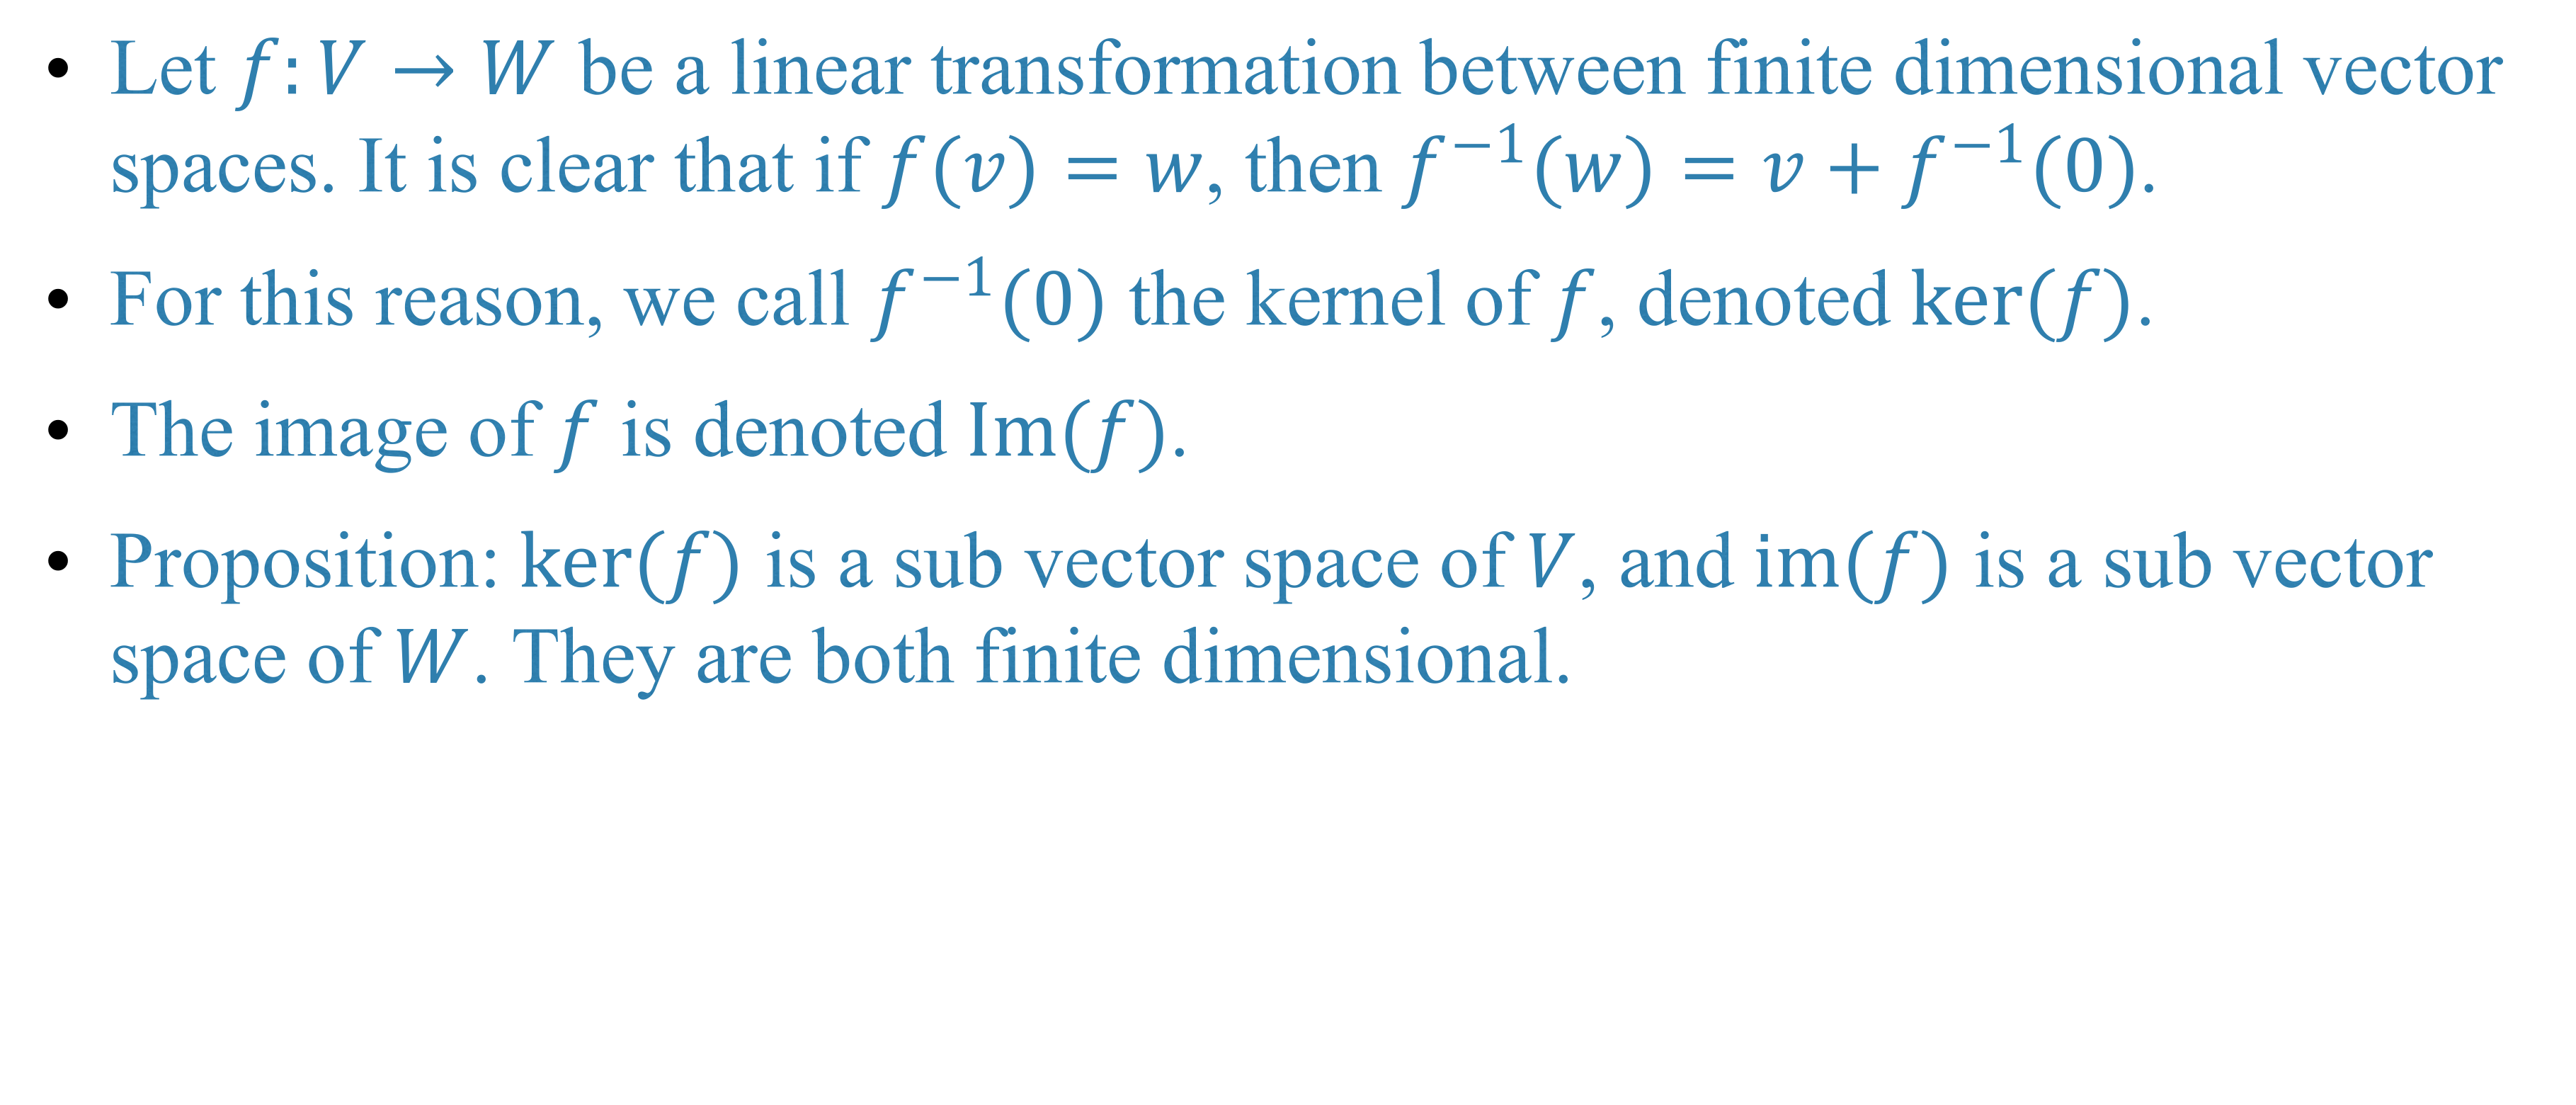 • Let 𝑓: 𝑉 → 𝑊 be a linear transformation between finite dimensional vector
spaces. It is clear that if 𝑓(𝑣) = 𝑤, then 𝑓⁻¹(𝑤) = 𝑣 + 𝑓⁻¹(0).
• For this reason, we call 𝑓⁻¹(0) the kernel of 𝑓, denoted ker(𝑓).
• The image of 𝑓 is denoted Im(𝑓).
• Proposition: ker(𝑓) is a sub vector space of 𝑉, and im(𝑓) is a sub vector
space of 𝑊. They are both finite dimensional.